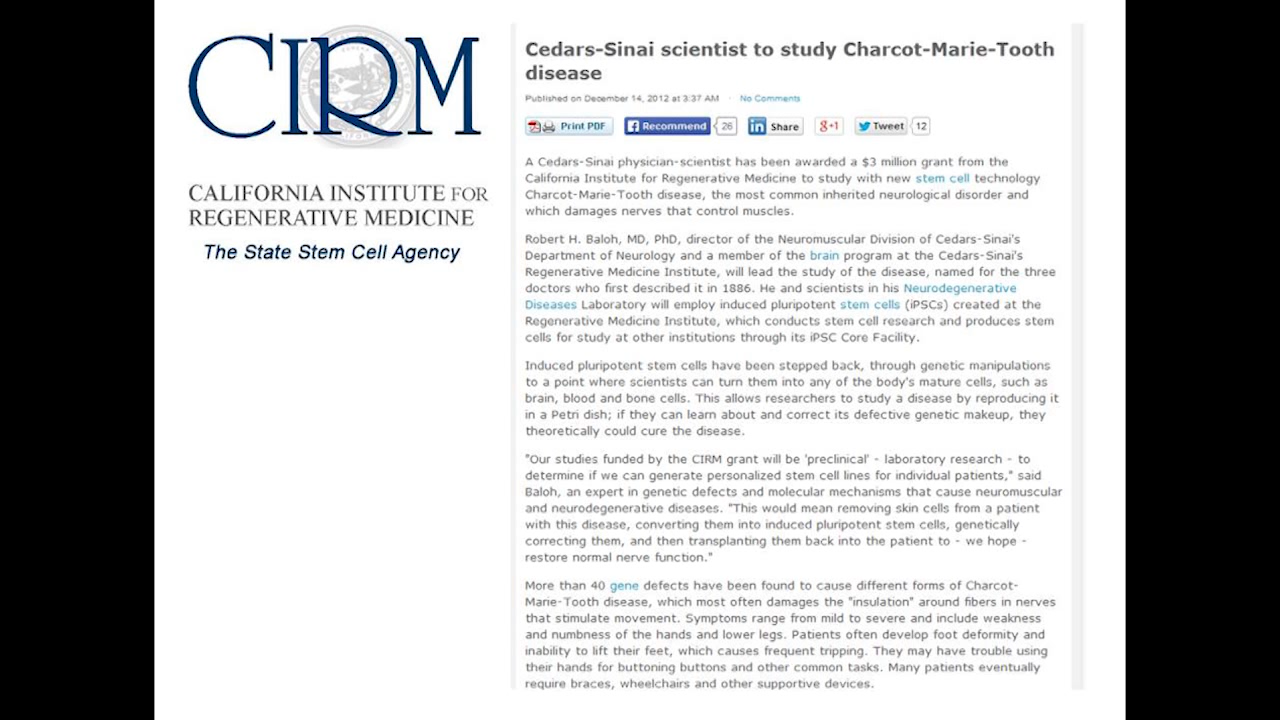 CIRM
CALIFORNIA INSTITUTE FOR
REGENERATIVE MEDICINE
The State Stem Cell Agency
Cedars-Sinai scientist to study Charcot-Marie-Tooth
disease
Published on December 14, 2012 at 3:37 AM · No Comments
Print PDF Recommend 26 Share +1 Tweet 12
A Cedars-Sinai physician-scientist has been awarded a $3 million grant from the
California Institute for Regenerative Medicine to study with new stem cell technology
Charcot-Marie-Tooth disease, the most common inherited neurological disorder and
which damages nerves that control muscles.
Robert H. Baloh, MD, PhD, director of the Neuromuscular Division of Cedars-Sinai's
Department of Neurology and a member of the brain program at the Cedars-Sinai's
Regenerative Medicine Institute, will lead the study of the disease, named for the three
doctors who first described it in 1886. He and scientists in his Neurodegenerative
Diseases Laboratory will employ induced pluripotent stem cells (iPSCs) created at the
Regenerative Medicine Institute, which conducts stem cell research and produces stem
cells for study at other institutions through its iPSC Core Facility.
Induced pluripotent stem cells have been stepped back, through genetic manipulations
to a point where scientists can turn them into any of the body's mature cells, such as
brain, blood and bone cells. This allows researchers to study a disease by reproducing it
in a Petri dish; if they can learn about and correct its defective genetic makeup, they
theoretically could cure the disease.
"Our studies funded by the CIRM grant will be 'preclinical' - laboratory research - to
determine if we can generate personalized stem cell lines for individual patients," said
Baloh, an expert in genetic defects and molecular mechanisms that cause neuromuscular
and neurodegenerative diseases. "This would mean removing skin cells from a patient
with this disease, converting them into induced pluripotent stem cells, genetically
correcting them, and then transplanting them back into the patient to - we hope -
restore normal nerve function."
More than 40 gene defects have been found to cause different forms of Charcot-
Marie-Tooth disease, which most often damages the "insulation" around fibers in nerves
that stimulate movement. Symptoms range from mild to severe and include weakness
and numbness of the hands and lower legs. Patients often develop foot deformity and
inability to lift their feet, which causes frequent tripping. They may have trouble using
their hands for buttoning buttons and other common tasks. Many patients eventually
require braces, wheelchairs and other supportive devices.